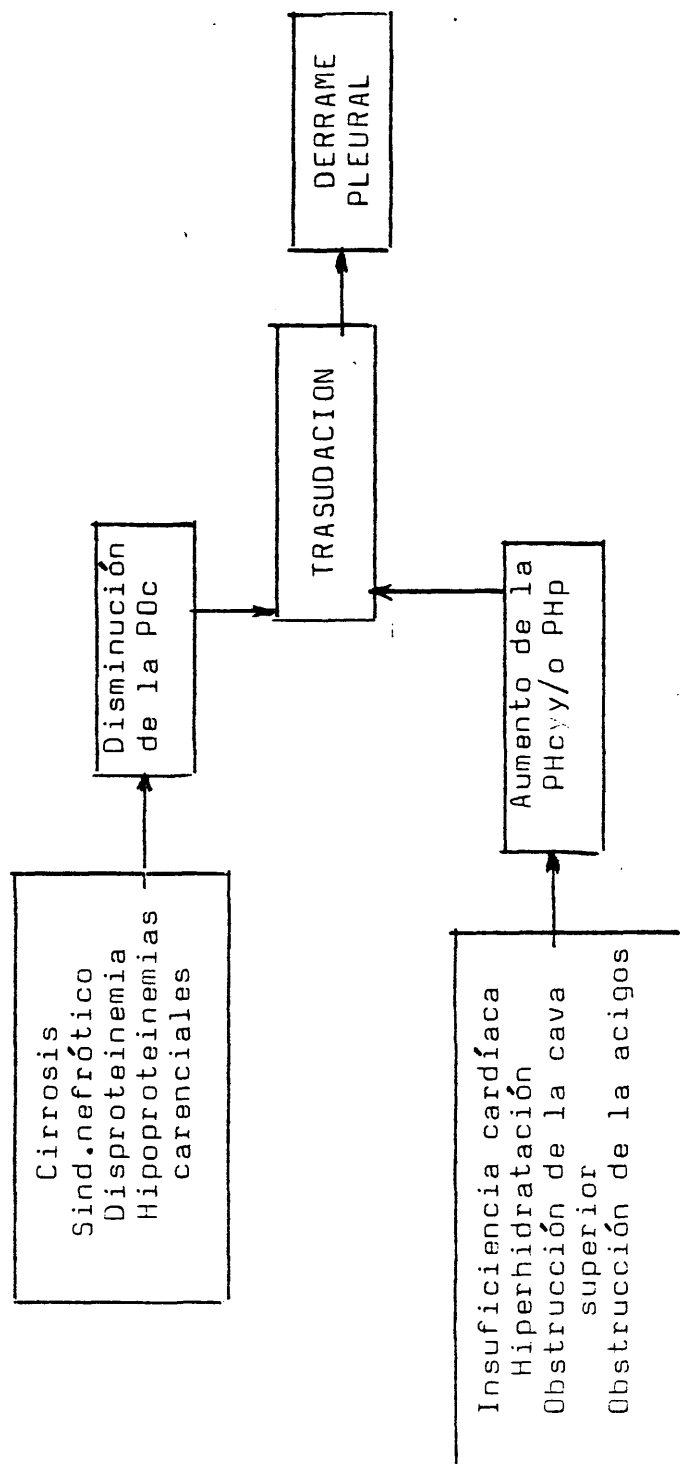 Cirrosis
Sind.nefrótico
Disproteinemia
Hipoproteinemias
carenciales
Disminución
de la POc
TRASUDACION
DERRAME
PLEURAL
Insuficiencia cardíaca
Hiperhidratación
Obstrucción de la cava
superior
Obstrucción de la acigos
Aumento de la
PHcyy/o PHp